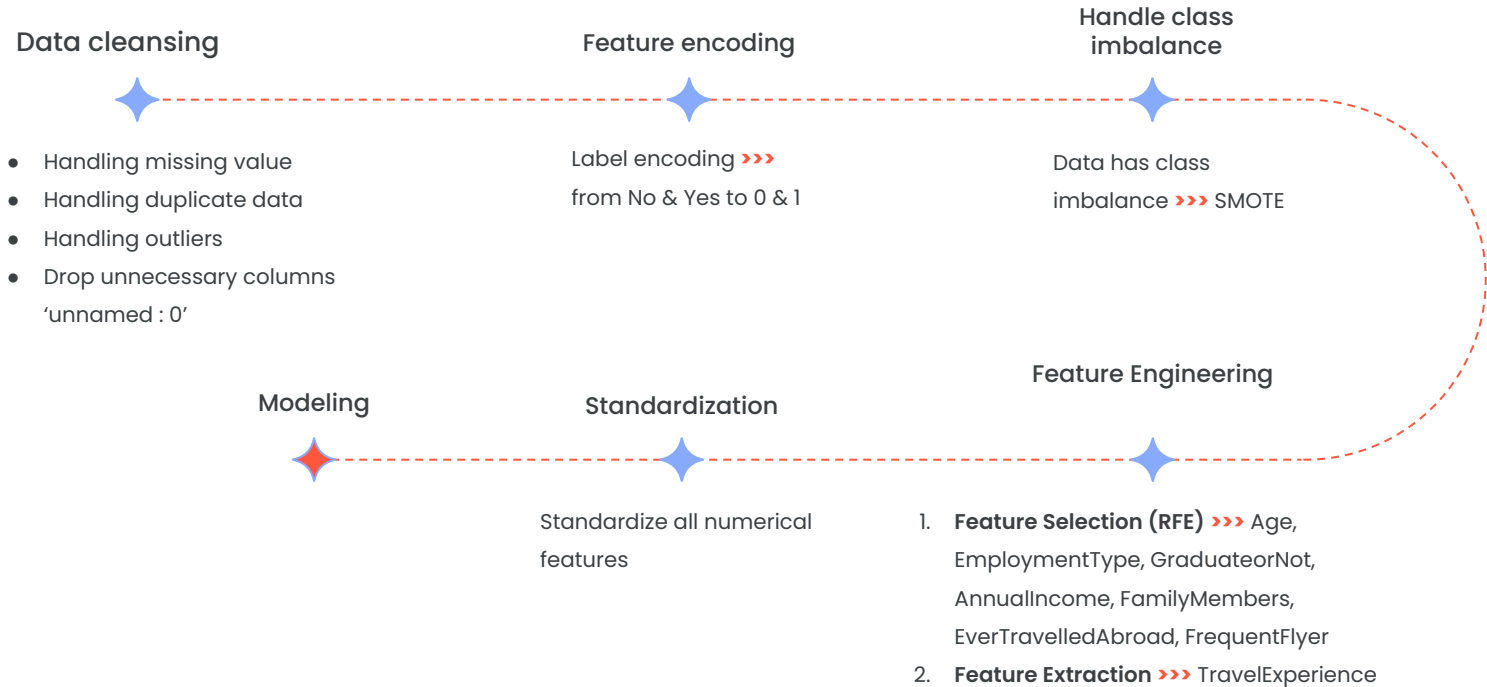 Data cleansing
● Handling missing value
● Handling duplicate data
● Handling outliers
● Drop unnecessary columns
‘unnamed : 0’
Feature encoding
Label encoding >>>
from No & Yes to 0 & 1
Handle class
imbalance
Data has class
imbalance >>> SMOTE
Feature Engineering
1. Feature Selection (RFE) >>> Age,
EmploymentType, GraduateorNot,
AnnualIncome, FamilyMembers,
EverTravelledAbroad, FrequentFlyer
2. Feature Extraction >>> TravelExperience
Standardization
Standardize all numerical
features
Modeling